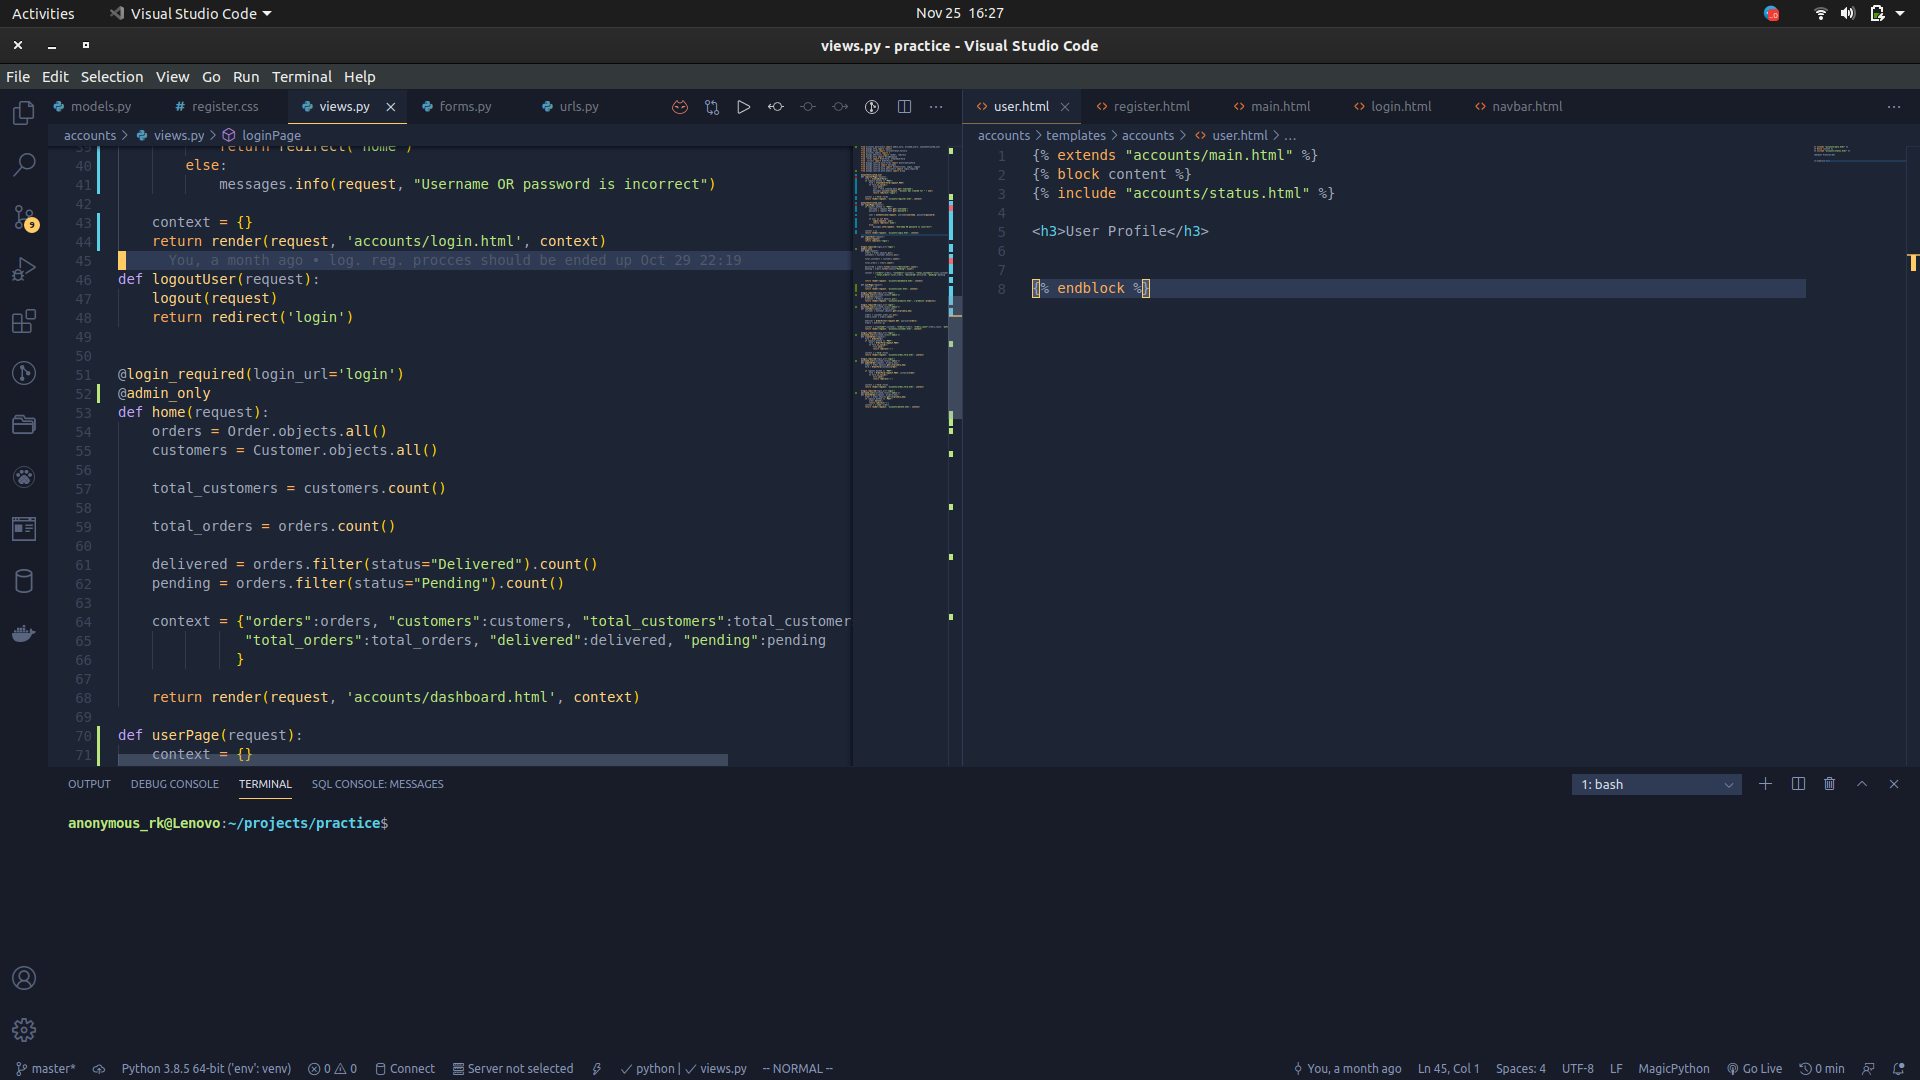 Activities
Visual Studio Code
Nov 25 16:27
views.py - practice - Visual Studio Code
File Edit Selection View Go Run Terminal Help
models.py # register.css views.py forms.py urls.py
user.html register.html main.html login.html navbar.html
accounts > views.py > loginPage
accounts > templates > accounts > user.html > ...
39 return redirect('home')
40 else:
41 messages.info(request, "Username OR password is incorrect")
42
43 context = {}
44 return render(request, 'accounts/login.html', context)
45 You, a month ago • log. reg. procces should be ended up Oct 29 22:19
46 def logoutUser(request):
47 logout(request)
48 return redirect('login')
49
50
51 @login_required(login_url='login')
52 @admin_only
53 def home(request):
54 orders = Order.objects.all()
55 customers = Customer.objects.all()
56
57 total_customers = customers.count()
58
59 total_orders = orders.count()
60
61 delivered = orders.filter(status="Delivered").count()
62 pending = orders.filter(status="Pending").count()
63
64 context = {"orders":orders, "customers":customers, "total_customers":total_customer
65 "total_orders":total_orders, "delivered":delivered, "pending":pending
66 }
67
68 return render(request, 'accounts/dashboard.html', context)
69
70 def userPage(request):
71 context = {}
1 {% extends "accounts/main.html" %}
2 {% block content %}
3 {% include "accounts/status.html" %}
4
5 <h3>User Profile</h3>
6
7
8 {% endblock %}
9
OUTPUT DEBUG CONSOLE TERMINAL SQL CONSOLE: MESSAGES
1: bash
anonymous_rk@Lenovo:~/projects/practice$
master* Python 3.8.5 64-bit ('env': venv) 0 0 Connect Server not selected python | views.py -- NORMAL -- You, a month ago Ln 45, Col 1 Spaces: 4 UTF-8 LF MagicPython Go Live 0 min